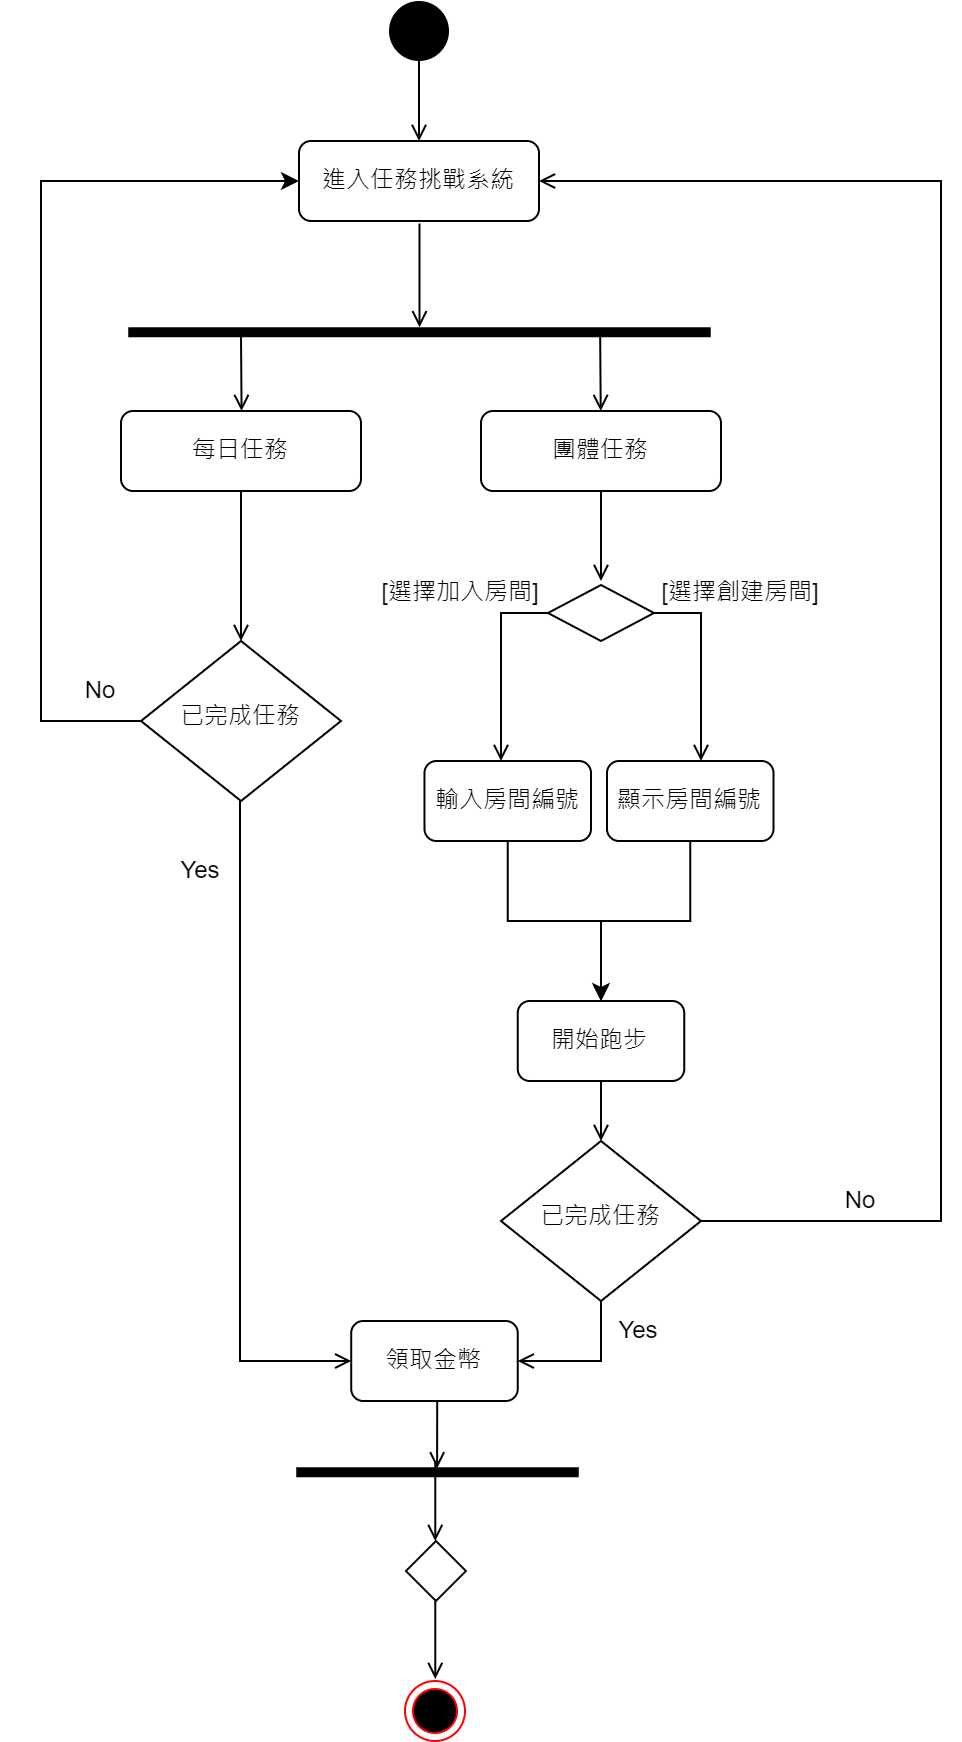 進入任務挑戰系統
每日任務
團體任務
[選擇加入房間]
[選擇創建房間]
No
已完成任務
輸入房間編號
顯示房間編號
Yes
開始跑步
已完成任務
No
Yes
領取金幣